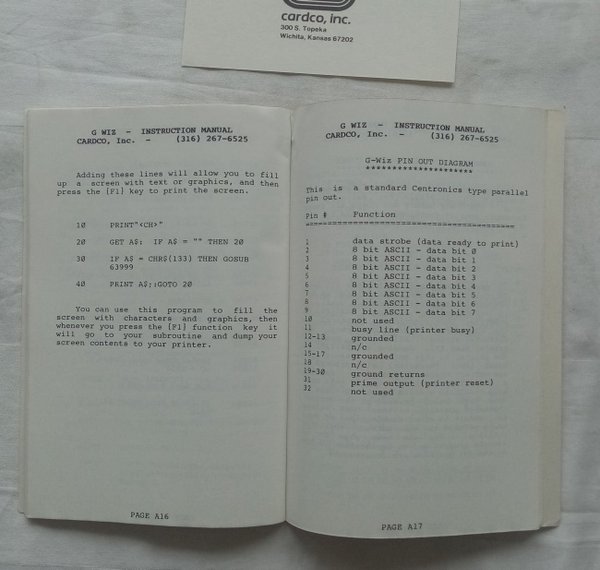 cardco, inc.
300 S. Topeka
Wichita, Kansas 67202
G WIZ - INSTRUCTION MANUAL
CARDCO, Inc. - (316) 267-6525
Adding these lines will allow you to fill
up a screen with text or graphics, and then
press the [F1] key to print the screen.
10 PRINT"<CH>"
20 GET A$: IF A$ = "" THEN 20
30 IF A$ = CHR$(133) THEN GOSUB
63999
40 PRINT A$;:GOTO 20
You can use this program to fill the
screen with characters and graphics, then
whenever you press the [F1] function key it
will go to your subroutine and dump your
screen contents to your printer.
PAGE A16
G WIZ - INSTRUCTION MANUAL
CARDCO, Inc. - (316) 267-6525
G-Wiz PIN OUT DIAGRAM
*********************
This is a standard Centronics type parallel
pin out.
Pin # Function
===========================================
1 data strobe (data ready to print)
2 8 bit ASCII - data bit 0
3 8 bit ASCII - data bit 1
4 8 bit ASCII - data bit 2
5 8 bit ASCII - data bit 3
6 8 bit ASCII - data bit 4
7 8 bit ASCII - data bit 5
8 8 bit ASCII - data bit 6
9 8 bit ASCII - data bit 7
10 not used
11 busy line (printer busy)
12-13 grounded
14 n/c
15-17 grounded
18 n/c
19-30 ground returns
31 prime output (printer reset)
32 not used
PAGE A17